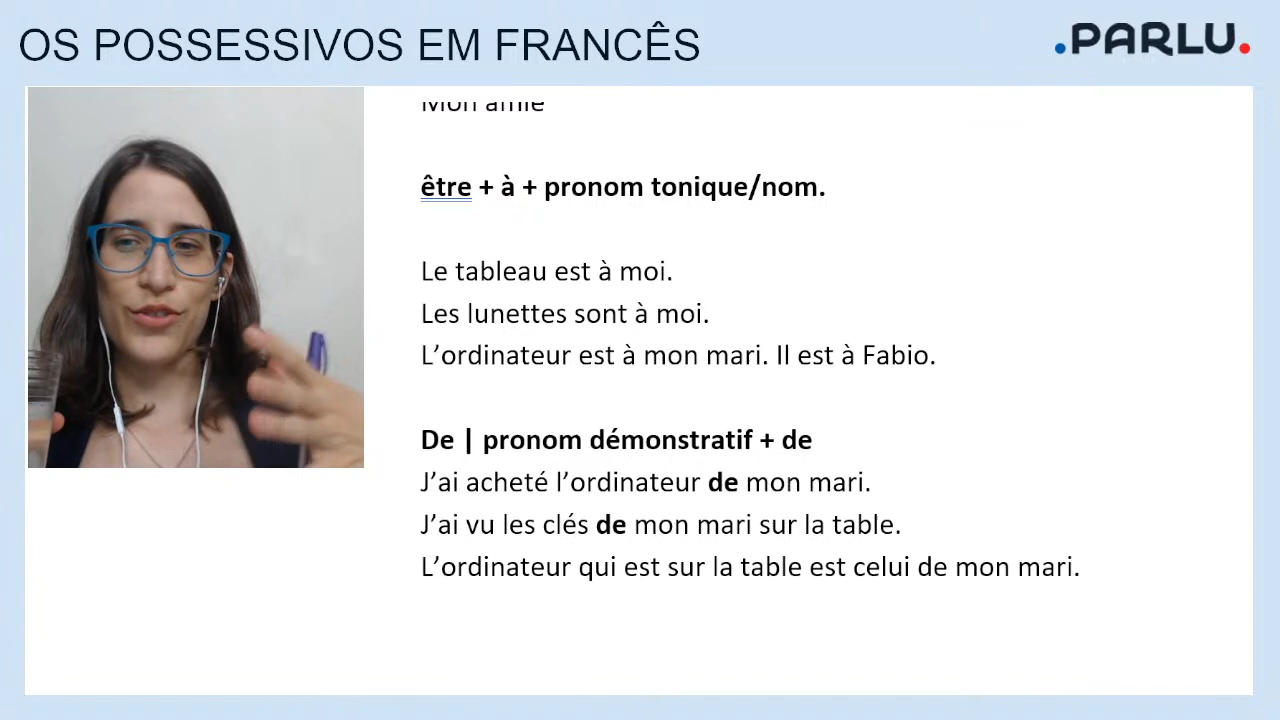 OS POSSESSIVOS EM FRANCÊS
.PARLU.
Mon amie
être + à + pronom tonique/nom.
Le tableau est à moi.
Les lunettes sont à moi.
L’ordinateur est à mon mari. Il est à Fabio.
De | pronom démonstratif + de
J’ai acheté l’ordinateur de mon mari.
J’ai vu les clés de mon mari sur la table.
L’ordinateur qui est sur la table est celui de mon mari.